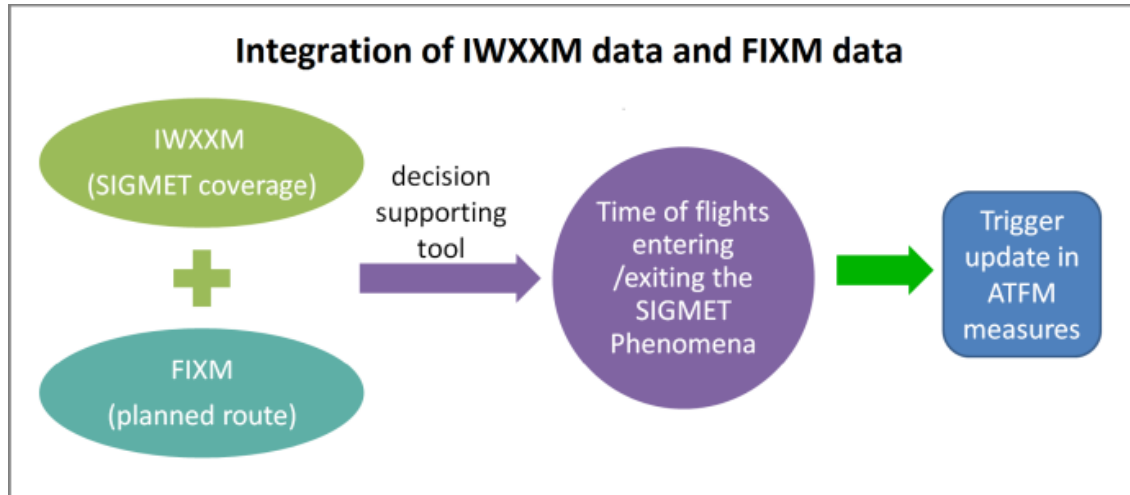 Integration of IWXXM data and FIXM data
IWXXM
(SIGMET coverage)
FIXM
(planned route)
decision
supporting
tool
Time of flights
entering
/exiting the
SIGMET
Phenomena
Trigger
update in
ATFM
measures